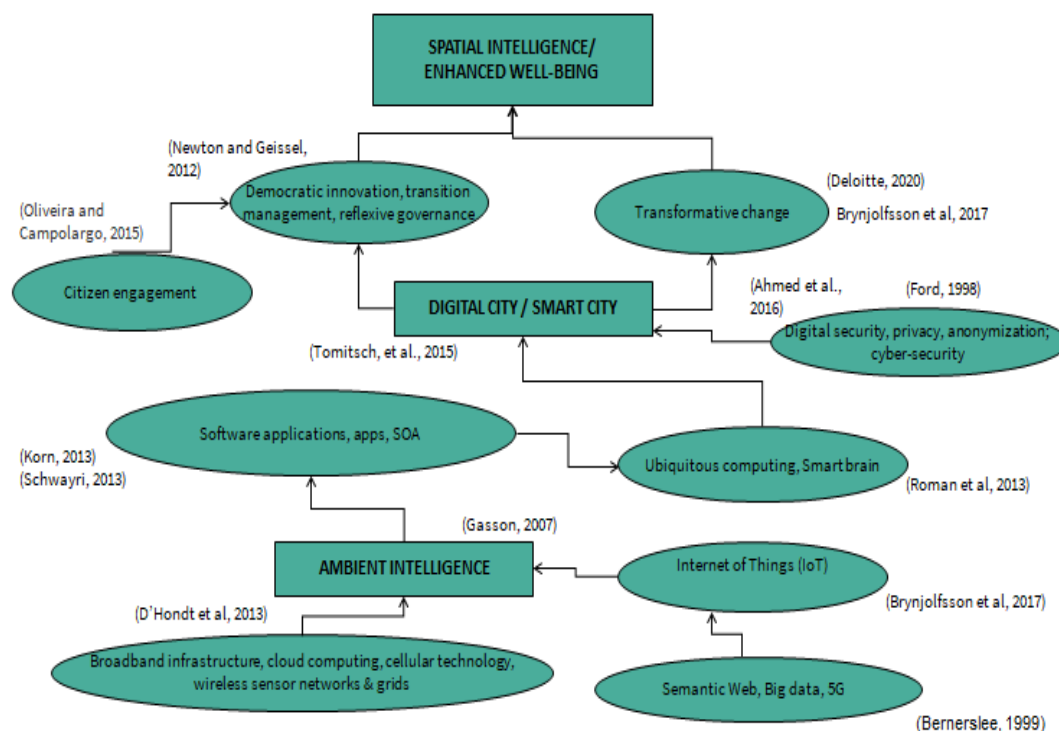 SPATIAL INTELLIGENCE/
ENHANCED WELL-BEING
(Newton and Geissel,
2012)
Democratic innovation, transition
management, reflexive governance
(Deloitte, 2020)
Brynjolfsson et al, 2017
Transformative change
(Oliveira and
Campolargo, 2015)
Citizen engagement
DIGITAL CITY / SMART CITY
(Ahmed et al.,
2016)
(Ford, 1998)
Digital security, privacy, anonymization;
cyber-security
(Tomitsch, et al., 2015)
Software applications, apps, SOA
(Korn, 2013)
(Schwayri, 2013)
Ubiquitous computing, Smart brain
(Roman et al, 2013)
(Gasson, 2007)
AMBIENT INTELLIGENCE
Internet of Things (IoT)
(Brynjolfsson et al, 2017)
(D'Hondt et al, 2013)
Broadband infrastructure, cloud computing, cellular technology,
wireless sensor networks & grids
Semantic Web, Big data, 5G
(Bernerslee, 1999)